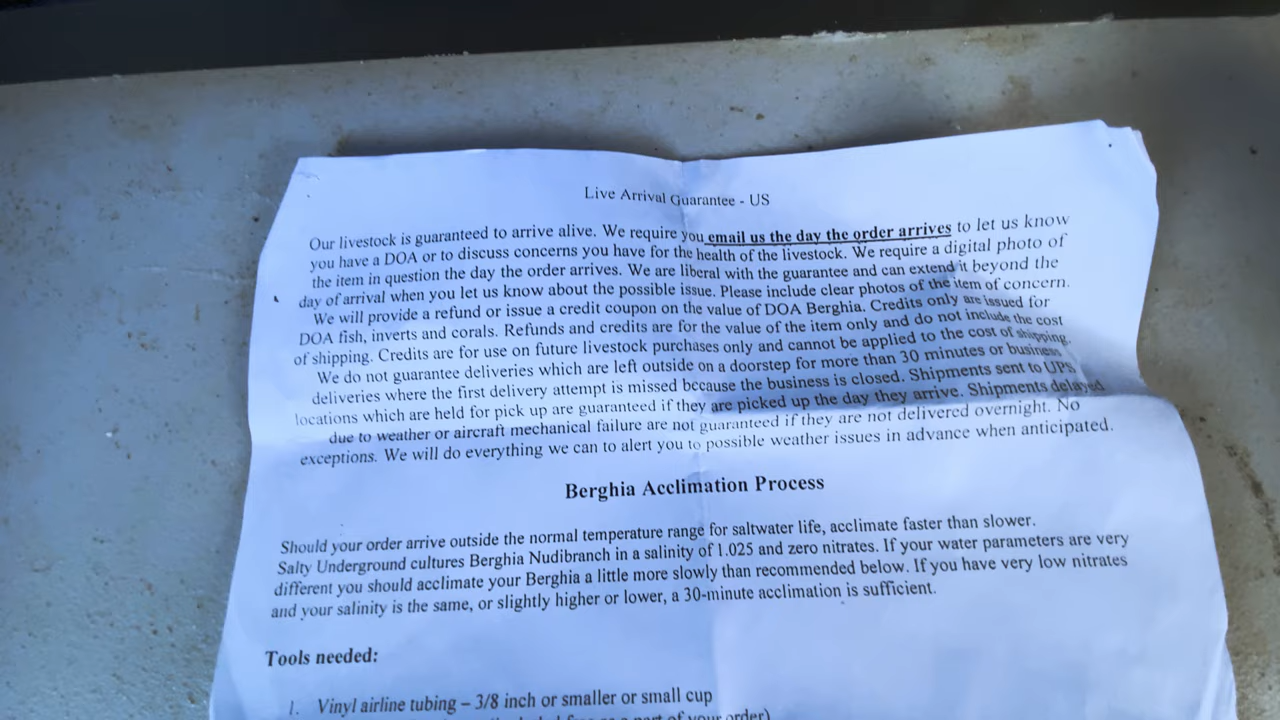 Live Arrival Guarantee - US
Our livestock is guaranteed to arrive alive. We require you email us the day the order arrives to let us know
you have a DOA or to discuss concerns you have for the health of the livestock. We require a digital photo of
the item in question the day the order arrives. We are liberal with the guarantee and can extend it beyond the
day of arrival when you let us know about the possible issue. Please include clear photos of the item of concern.
We will provide a refund or issue a credit coupon on the value of DOA Berghia. Credits only are issued for
DOA fish, inverts and corals. Refunds and credits are for the value of the item only and do not include the cost
of shipping. Credits are for use on future livestock purchases only and cannot be applied to the cost of shipping.
We do not guarantee deliveries which are left outside on a doorstep for more than 30 minutes or business
deliveries where the first delivery attempt is missed because the business is closed. Shipments sent to UPS
locations which are held for pick up are guaranteed if they are picked up the day they arrive. Shipments delayed
due to weather or aircraft mechanical failure are not guaranteed if they are not delivered overnight. No
exceptions. We will do everything we can to alert you to possible weather issues in advance when anticipated.
Berghia Acclimation Process
Should your order arrive outside the normal temperature range for saltwater life, acclimate faster than slower.
Salty Underground cultures Berghia Nudibranch in a salinity of 1.025 and zero nitrates. If your water parameters are very
different you should acclimate your Berghia a little more slowly than recommended below. If you have very low nitrates
and your salinity is the same, or slightly higher or lower, a 30-minute acclimation is sufficient.
Tools needed:
1. Vinyl airline tubing – 3/8 inch or smaller or small cup
as a part of your order)